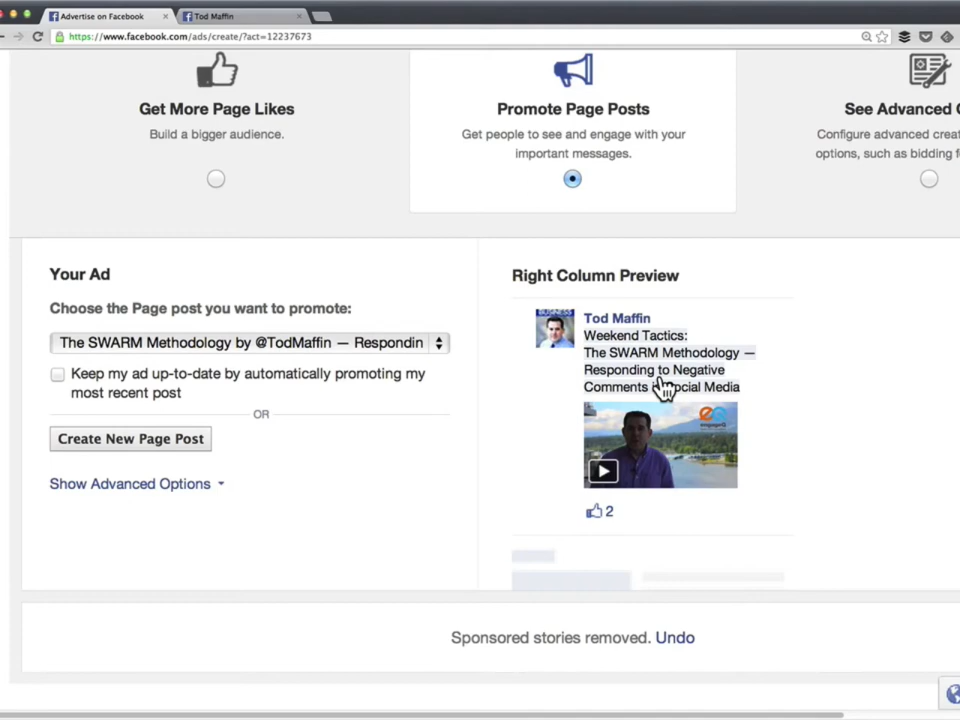 Advertise on Facebook
Tod Maffin
https://www.facebook.com/ads/create/?act=12237673
Get More Page Likes
Build a bigger audience.
Promote Page Posts
Get people to see and engage with your
important messages.
See Advanced
Configure advanced
options, such as bidding
Your Ad
Choose the Page post you want to promote:
The SWARM Methodology by @TodMaffin — Respondin
Keep my ad up-to-date by automatically promoting my
most recent post
OR
Create New Page Post
Show Advanced Options
Right Column Preview
BUSINESS
Tod Maffin
Weekend Tactics:
The SWARM Methodology —
Responding to Negative
Comments Social Media
engageQ
2
Sponsored stories removed. Undo